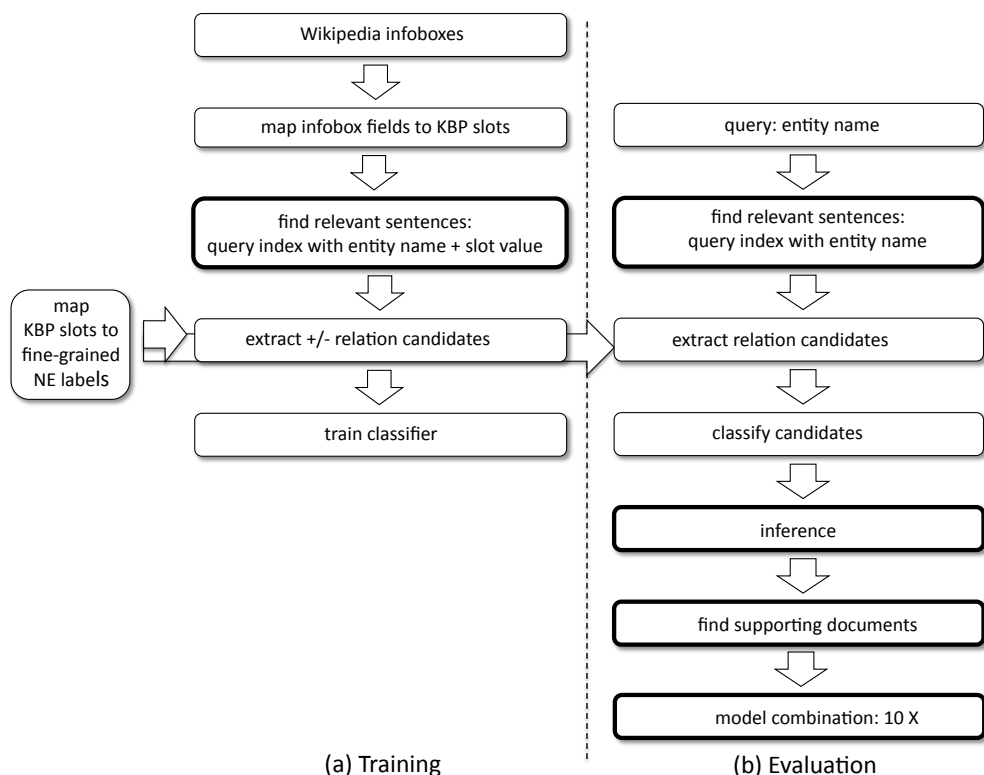 Wikipedia infoboxes
map infobox fields to KBP slots
find relevant sentences:
query index with entity name + slot value
map
KBP slots to
fine-grained
NE labels
extract +/- relation candidates
train classifier
(a) Training
query: entity name
find relevant sentences:
query index with entity name
extract relation candidates
classify candidates
inference
find supporting documents
model combination: 10 X
(b) Evaluation